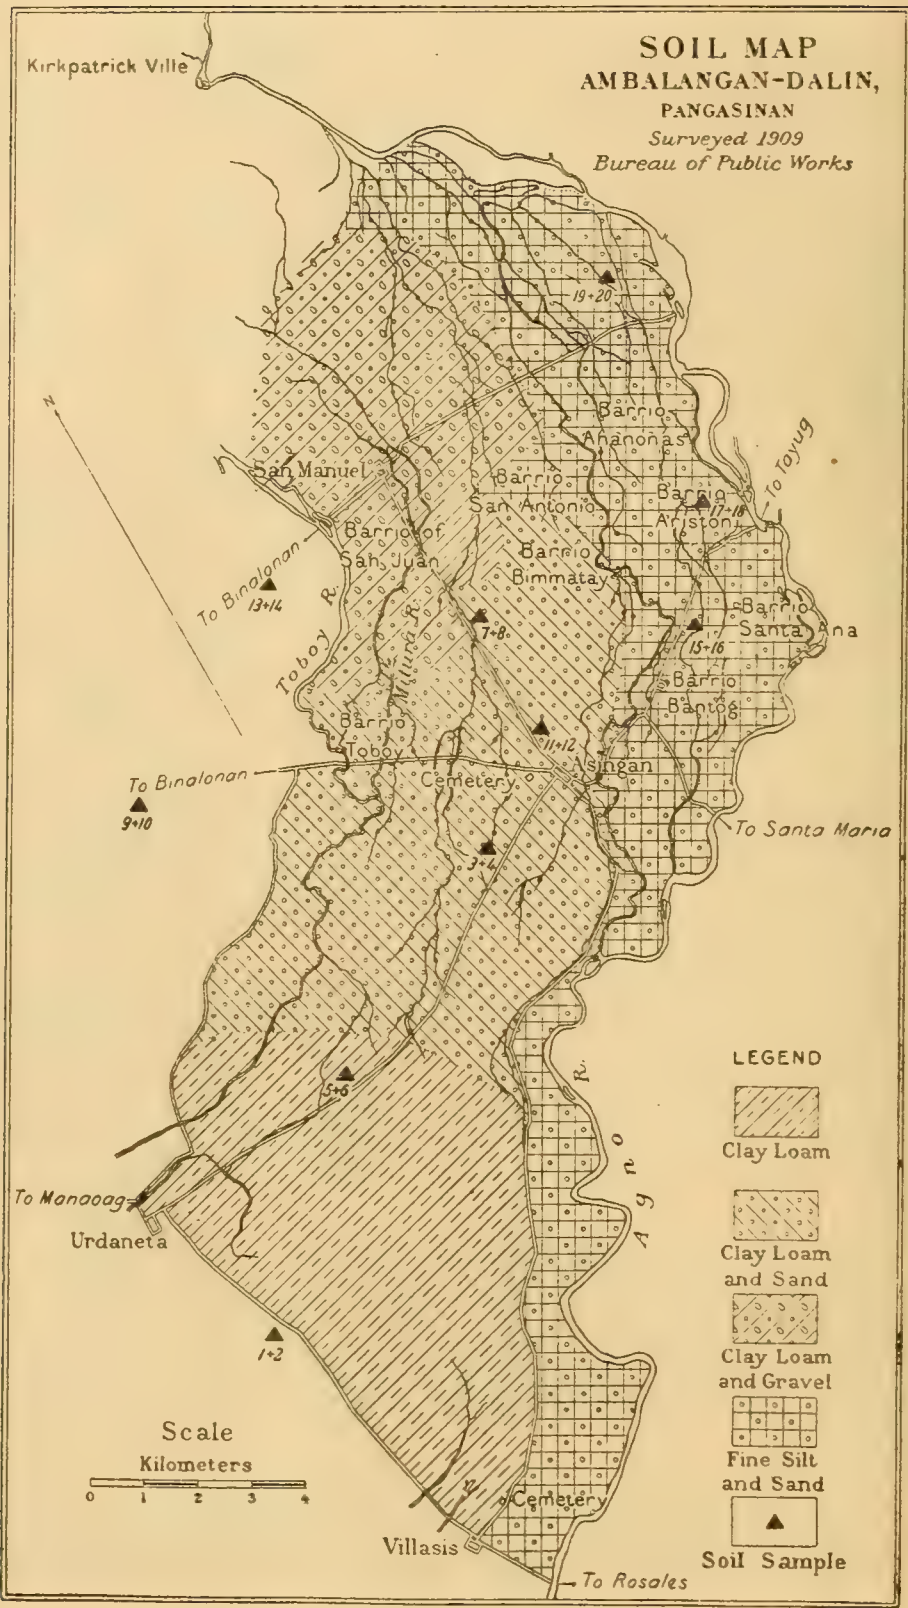 SOIL MAP
AMBALANGAN-DALIN,
PANGASINAN
Surveyed 1909
Bureau of Public Works
Kirkpatrick Ville
19+20
N
Barrio
Ananonas
To Tayug
San Manuel
Barrio
San Antonio
Barrio
Ariston
17+18
Barrio of
San Juan
Barrio
Bimmatay
To Binalonan
13+14
Toboy R.
Mitura R.
7+8
Barrio
Santa Ana
15+16
Barrio
Bantog
Barrio
Toboy
11+12
Asingan
To Binalonan
Cemetery
9+10
To Santa Maria
3+4
5+6
Agno R.
To Manaoag
Urdaneta
1+2
LEGEND
Clay Loam
Clay Loam
and Sand
Clay Loam
and Gravel
Fine Silt
and Sand
Soil Sample
Scale
Kilometers
0 1 2 3 4
Cemetery
Villasis
To Rosales